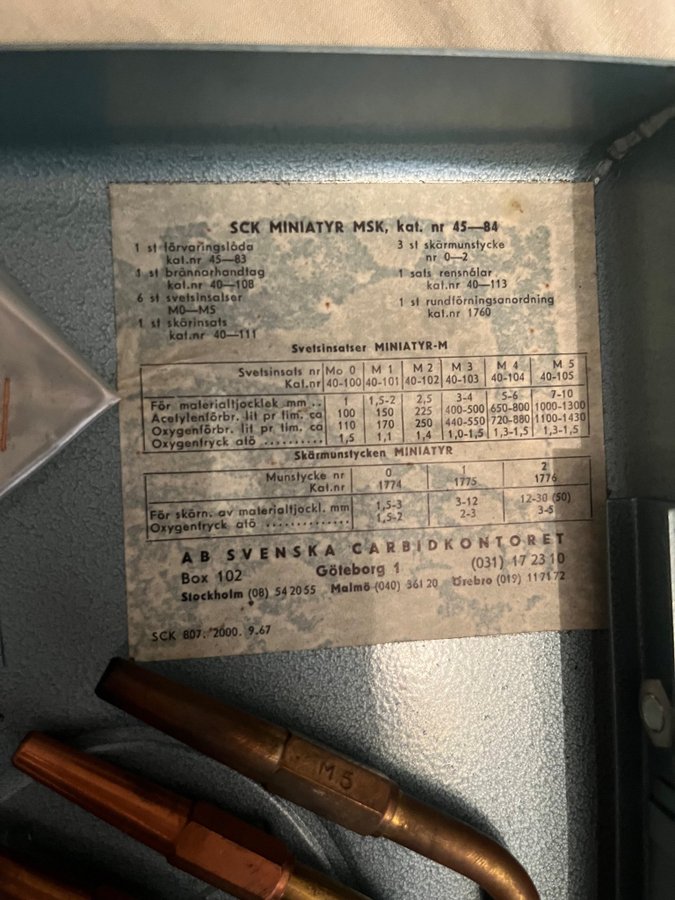 SCK MINIATYR MSK, kat. nr 45—84
1 st förvaringslåda
kat.nr 45—83
1 st brännarhandtag
kat.nr 40—108
6 st svetsinsatser
M0—M5
1 st skärinsats
kat.nr 40—111
3 st skärmunstycke
nr 0—2
1 sats rensnålar
kat.nr 40—113
1 st rundförningsanordning
kat.nr 1760
Svetsinsatser MINIATYR-M
Svetsinsats nr Mo 0 M 1 M 2 M 3 M 4 M 5
Kat.nr 40-100 40-101 40-102 40-103 40-104 40-105
För materialtjocklek mm .. 1 1,5-2 2,5 3-4 5-6 7-10
Acetylenförbr. lit pr tim. ca 100 150 225 400-500 650-800 1000-1300
Oxygenförbr. lit pr tim. ca 110 170 250 440-550 720-880 1100-1430
Oxygentryck atö .......... 1,5 1,1 1,4 1,0-1,5 1,3-1,5 1,3-1,5
Skärmunstycken MINIATYR
Munstycke nr 0 1 2
Kat.nr 1774 1775 1776
För skärn. av materialtjockl. mm 1,5-3 3-12 12-30 (50)
Oxygentryck atö .............. 1,5-2 2-3 3-5
AB SVENSKA CARBIDKONTORET
Box 102 Göteborg 1 (031) 17 23 10
Stockholm (08) 54 20 55 Malmö (040) 361 20 Örebro (019) 11 71 72
SCK 807. 2000. 9.67
M3